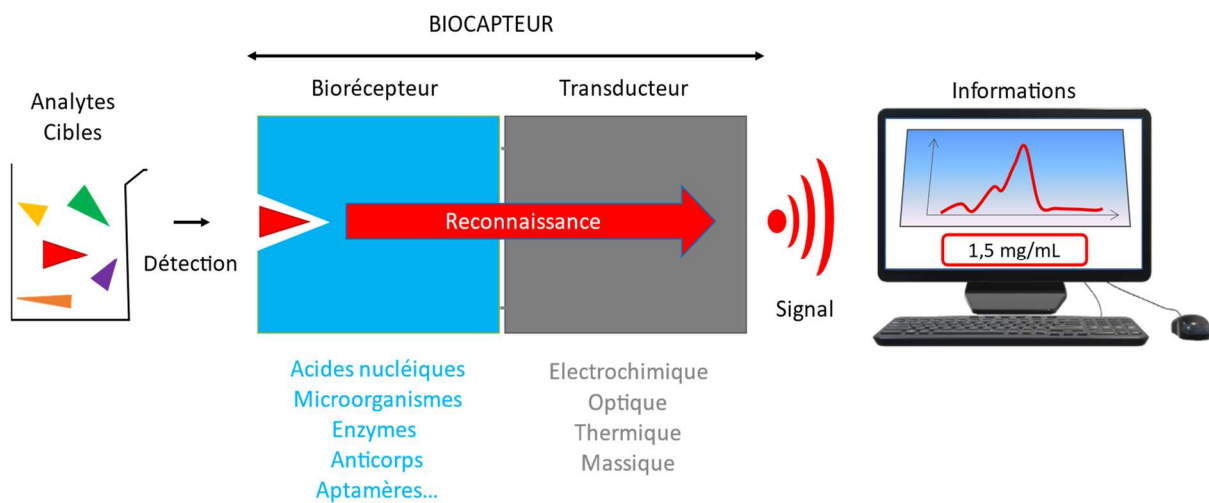 BIOCAPTEUR
Analytes
Cibles
Biorécepteur
Transducteur
Informations
Détection
Reconnaissance
Signal
1,5 mg/mL
Acides nucléiques
Microorganismes
Enzymes
Anticorps
Aptamères...
Electrochimique
Optique
Thermique
Massique